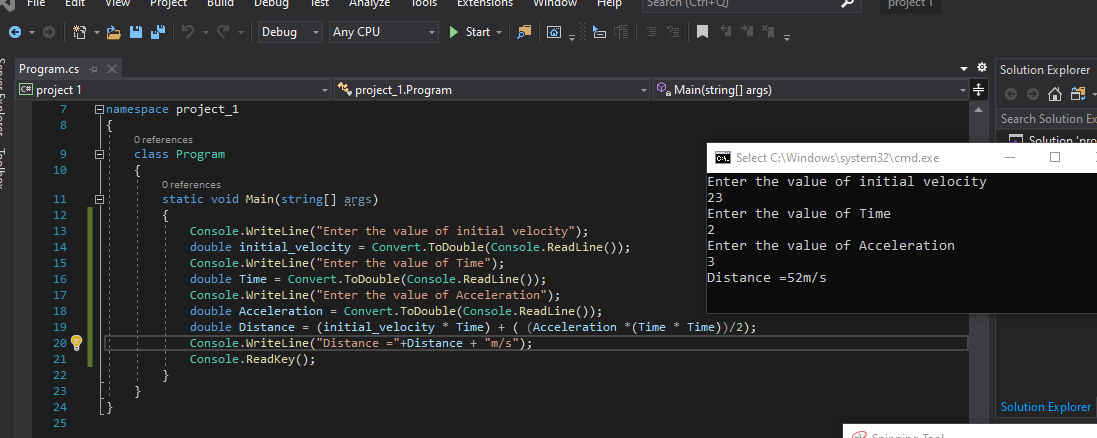 File Edit View Project Build Debug Test Analyze Tools Extensions Window Help Search (Ctrl+Q) project 1
Debug Any CPU Start
Server Explorer
Toolbox
Program.cs
C# project 1 project_1.Program Main(string[] args)
7 namespace project_1
8 {
0 references
9 class Program
10 {
0 references
11 static void Main(string[] args)
12 {
13 Console.WriteLine("Enter the value of initial velocity");
14 double initial_velocity = Convert.ToDouble(Console.ReadLine());
15 Console.WriteLine("Enter the value of Time");
16 double Time = Convert.ToDouble(Console.ReadLine());
17 Console.WriteLine("Enter the value of Acceleration");
18 double Acceleration = Convert.ToDouble(Console.ReadLine());
19 double Distance = (initial_velocity * Time) + ( (Acceleration *(Time * Time))/2);
20 Console.WriteLine("Distance ="+Distance + "m/s");
21 Console.ReadKey();
22 }
23 }
24 }
25
Solution Explorer
Search Solution Ex
Solution 'pro
Select C:\Windows\system32\cmd.exe
Enter the value of initial velocity
23
Enter the value of Time
2
Enter the value of Acceleration
3
Distance =52m/s
Solution Explorer